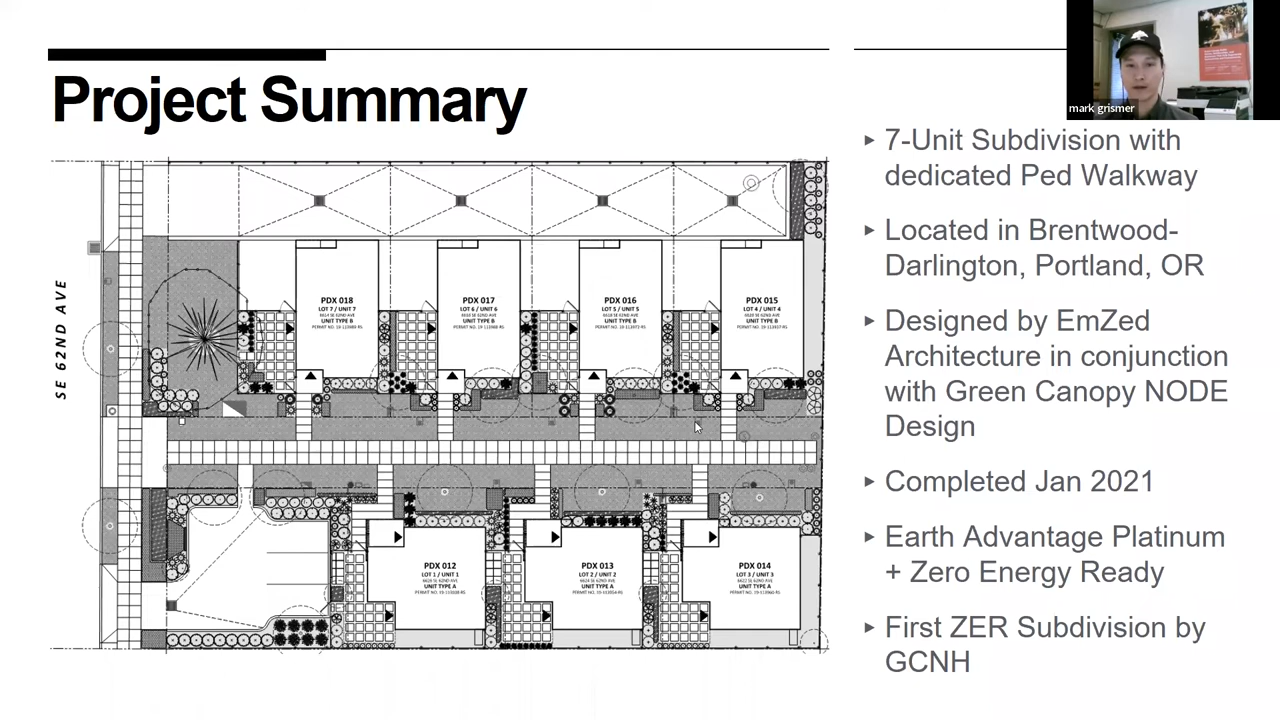 Project Summary
mark grismer
7-Unit Subdivision with
dedicated Ped Walkway
Located in Brentwood-
Darlington, Portland, OR
Designed by EmZed
Architecture in conjunction
with Green Canopy NODE
Design
Completed Jan 2021
Earth Advantage Platinum
+ Zero Energy Ready
First ZER Subdivision by
GCNH
SE 62ND AVE
PDX 018
LOT 7 / UNIT 7
UNIT TYPE B
PDX 017
LOT 6 / UNIT 6
UNIT TYPE B
PDX 016
LOT 5 / UNIT 5
UNIT TYPE B
PDX 015
LOT 4 / UNIT 4
UNIT TYPE B
PDX 012
LOT 1 / UNIT 1
UNIT TYPE A
PDX 013
LOT 2 / UNIT 2
UNIT TYPE A
PDX 014
LOT 3 / UNIT 3
UNIT TYPE A